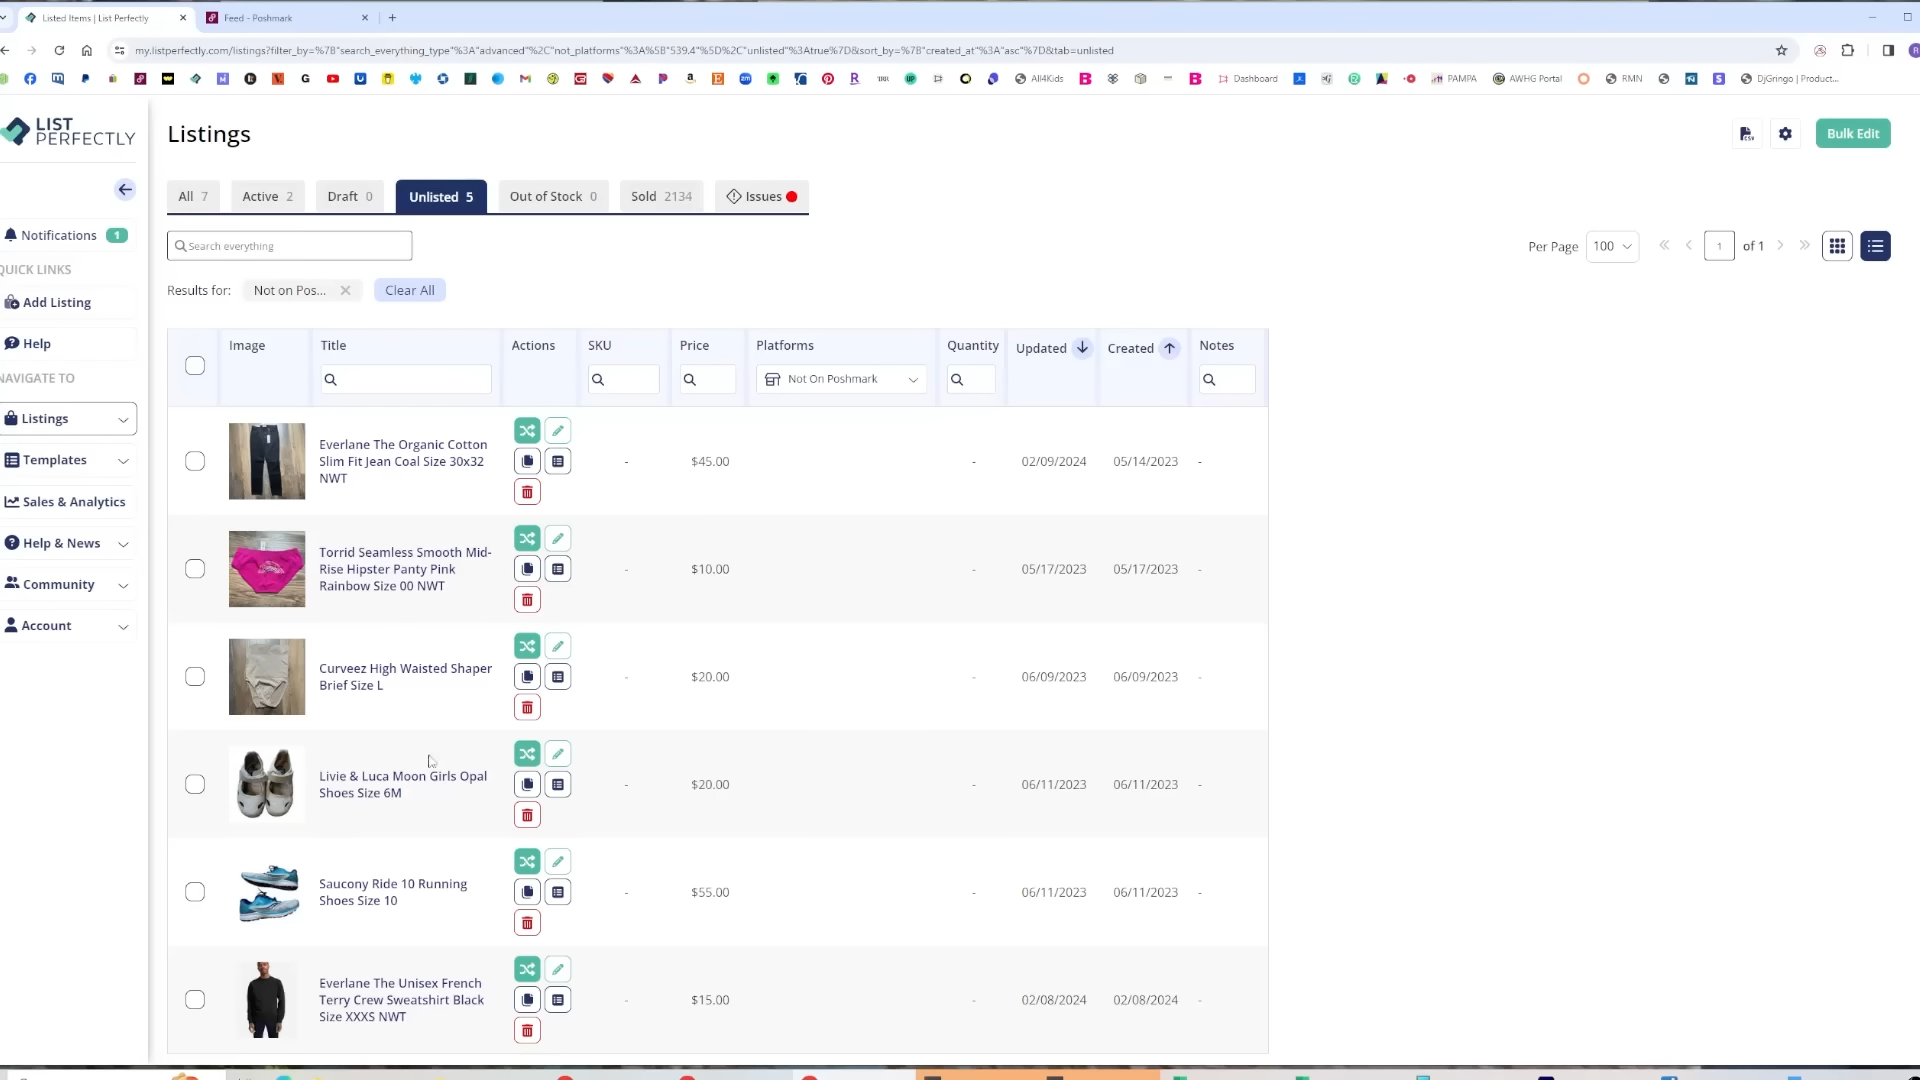 Listed Items | List Perfectly
Feed - Poshmark
my.listperfectly.com/listings?filter_by=%7B"search_everything_type"%3A"advanced"%2C"not_platforms"%3A%5B"539.4"%5D%2C"unlisted"%3Atrue%7D&sort_by=%7B"created_at"%3A"asc"%7D&tab=unlisted
All4Kids
Dashboard
PAMPA
AWHG Portal
RMN
DjGringo | Product...
LIST
PERFECTLY
Listings
Bulk Edit
All 7
Active 2
Draft 0
Unlisted 5
Out of Stock 0
Sold 2134
Issues
Notifications 1
QUICK LINKS
Add Listing
Help
NAVIGATE TO
Listings
Templates
Sales & Analytics
Help & News
Community
Account
Search everything
Per Page 100
1 of 1
Results for: Not on Pos... Clear All
Image Title Actions SKU Price Platforms Quantity Updated Created Notes
Not On Poshmark
Everlane The Organic Cotton
Slim Fit Jean Coal Size 30x32
NWT
- $45.00 - 02/09/2024 05/14/2023 -
Torrid Seamless Smooth Mid-
Rise Hipster Panty Pink
Rainbow Size 00 NWT
- $10.00 - 05/17/2023 05/17/2023 -
Curveez High Waisted Shaper
Brief Size L
- $20.00 - 06/09/2023 06/09/2023 -
Livie & Luca Moon Girls Opal
Shoes Size 6M
- $20.00 - 06/11/2023 06/11/2023 -
Saucony Ride 10 Running
Shoes Size 10
- $55.00 - 06/11/2023 06/11/2023 -
Everlane The Unisex French
Terry Crew Sweatshirt Black
Size XXXS NWT
- $15.00 - 02/08/2024 02/08/2024 -